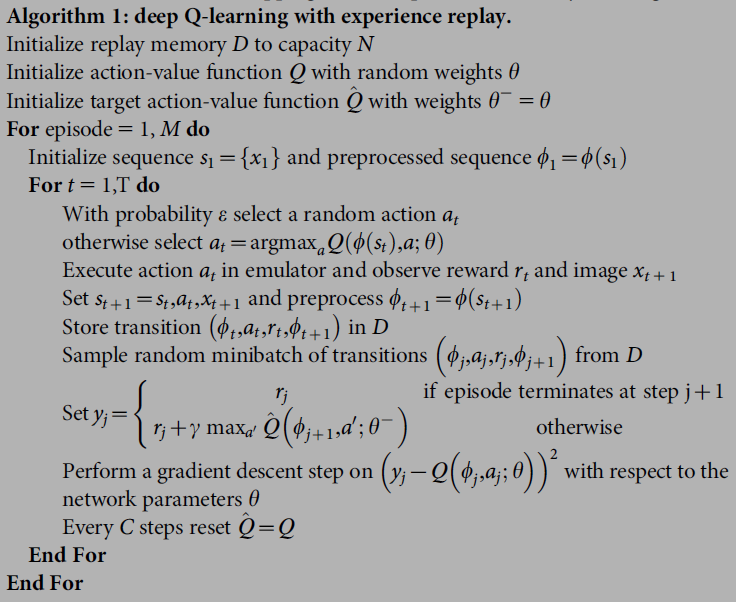 Algorithm 1: deep Q-learning with experience replay.
Initialize replay memory D to capacity N
Initialize action-value function Q with random weights θ
Initialize target action-value function Q̂ with weights θ⁻ = θ
For episode = 1, M do
Initialize sequence s₁ = {x₁} and preprocessed sequence ϕ₁ = ϕ(s₁)
For t = 1,T do
With probability ε select a random action aₜ
otherwise select aₜ = argmaxₐ Q(ϕ(sₜ),a; θ)
Execute action aₜ in emulator and observe reward rₜ and image xₜ₊₁
Set sₜ₊₁ = sₜ,aₜ,xₜ₊₁ and preprocess ϕₜ₊₁ = ϕ(sₜ₊₁)
Store transition (ϕₜ,aₜ,rₜ,ϕₜ₊₁) in D
Sample random minibatch of transitions (ϕⱼ,aⱼ,rⱼ,ϕⱼ₊₁) from D
Set yⱼ = { rⱼ if episode terminates at step j+1
rⱼ + γ maxₐ′ Q̂(ϕⱼ₊₁,a′; θ⁻) otherwise
Perform a gradient descent step on (yⱼ − Q(ϕⱼ,aⱼ; θ))² with respect to the
network parameters θ
Every C steps reset Q̂ = Q
End For
End For